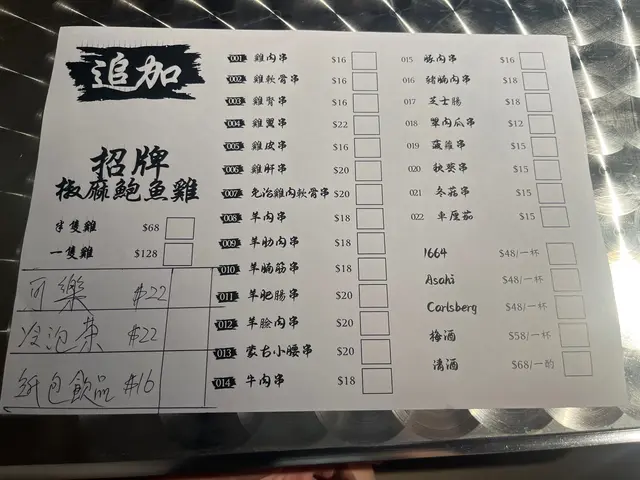 追加
招牌
椒麻鮑魚雞
半隻雞 $68
一隻雞 $128
可樂 $22
冷泡茶 $22
紙包飲品 $16
001 雞肉串 $16
002 雞軟骨串 $16
003 雞腎串 $16
004 雞翼串 $22
005 雞皮串 $16
006 雞肝串 $20
007 免治雞肉軟骨串 $20
008 羊肉串 $18
009 羊肋肉串 $18
010 羊腩筋串 $18
011 羊肥腸串 $20
012 羊臉肉串 $20
013 蒙古小腰串 $20
014 牛肉串 $18
015 豚肉串 $16
016 豬腩肉串 $18
017 芝士腸 $18
018 翠肉瓜串 $12
019 菠蘿串 $15
020 秋葵串 $15
021 冬菇串 $15
022 車厘茄 $15
1664 $48/一杯
Asahi $48/一杯
Carlsberg $48/一杯
梅酒 $58/一杯
清酒 $68/一酌